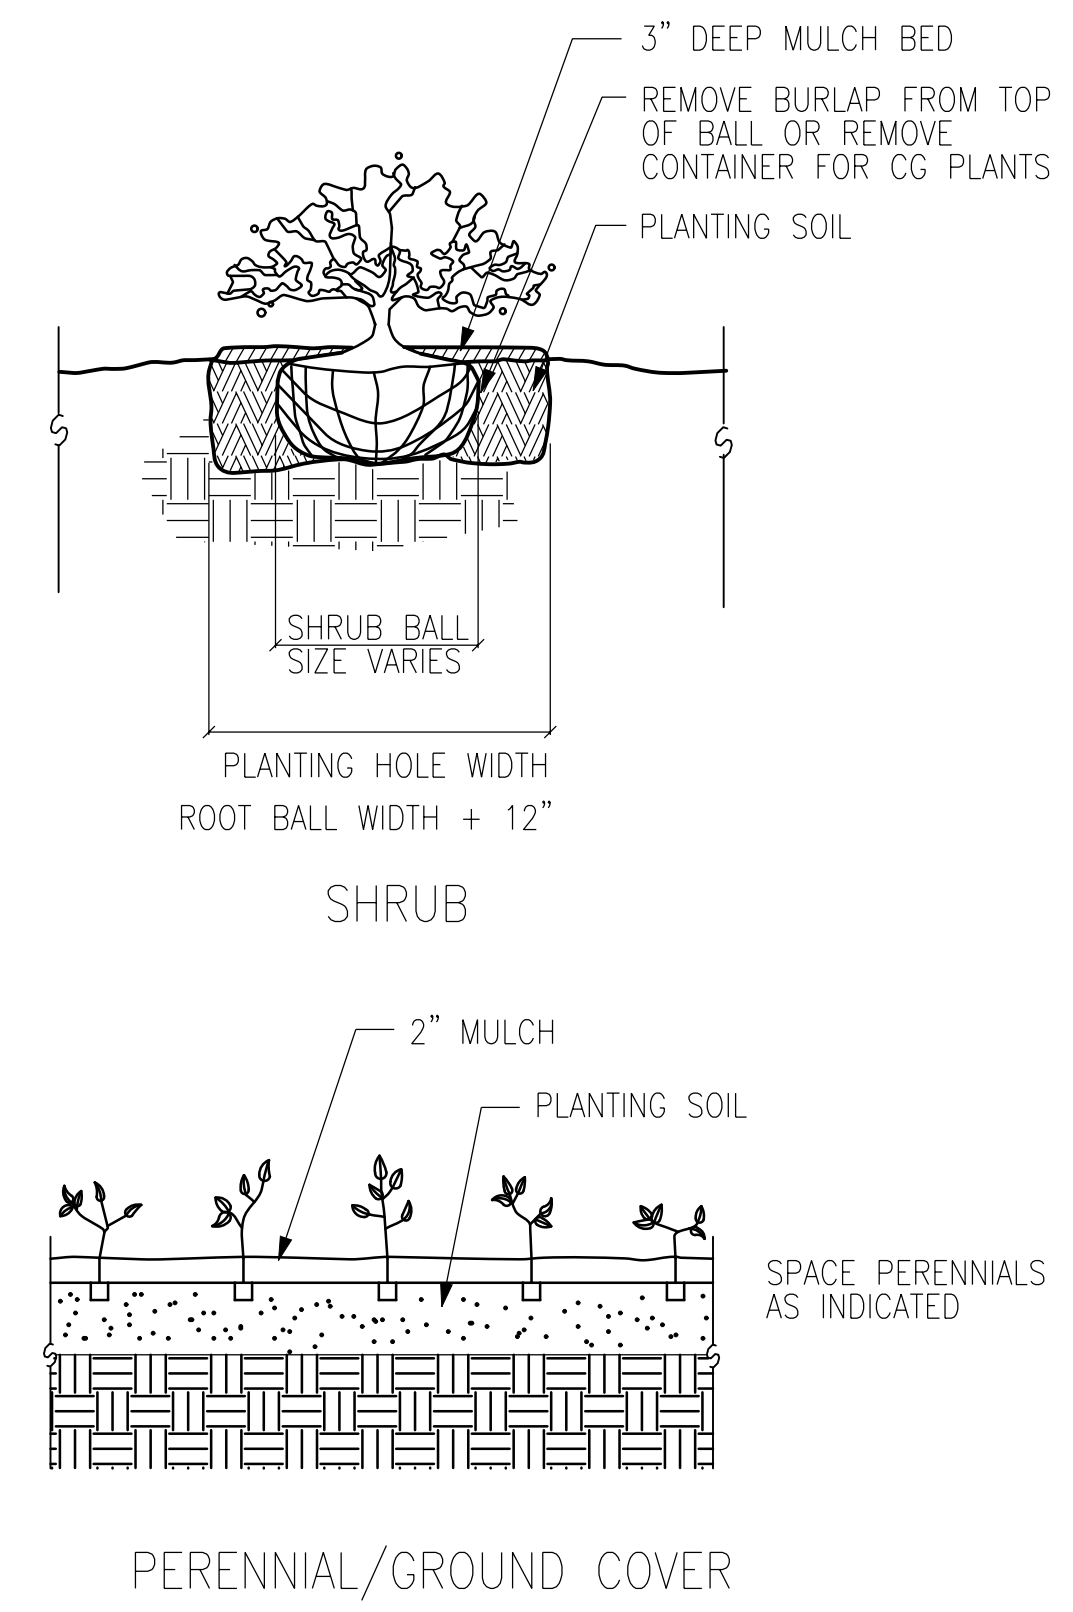 3” DEEP MULCH BED
REMOVE BURLAP FROM TOP
OF BALL OR REMOVE
CONTAINER FOR CG PLANTS
PLANTING SOIL
SHRUB BALL
SIZE VARIES
PLANTING HOLE WIDTH
ROOT BALL WIDTH + 12”
SHRUB
2” MULCH
PLANTING SOIL
SPACE PERENNIALS
AS INDICATED
PERENNIAL/GROUND COVER